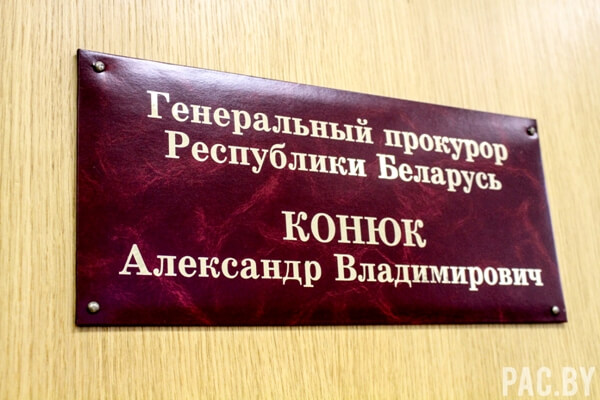 Генеральный прокурор
Республики Беларусь
КОНЮК
Александр Владимирович
PAC.BY